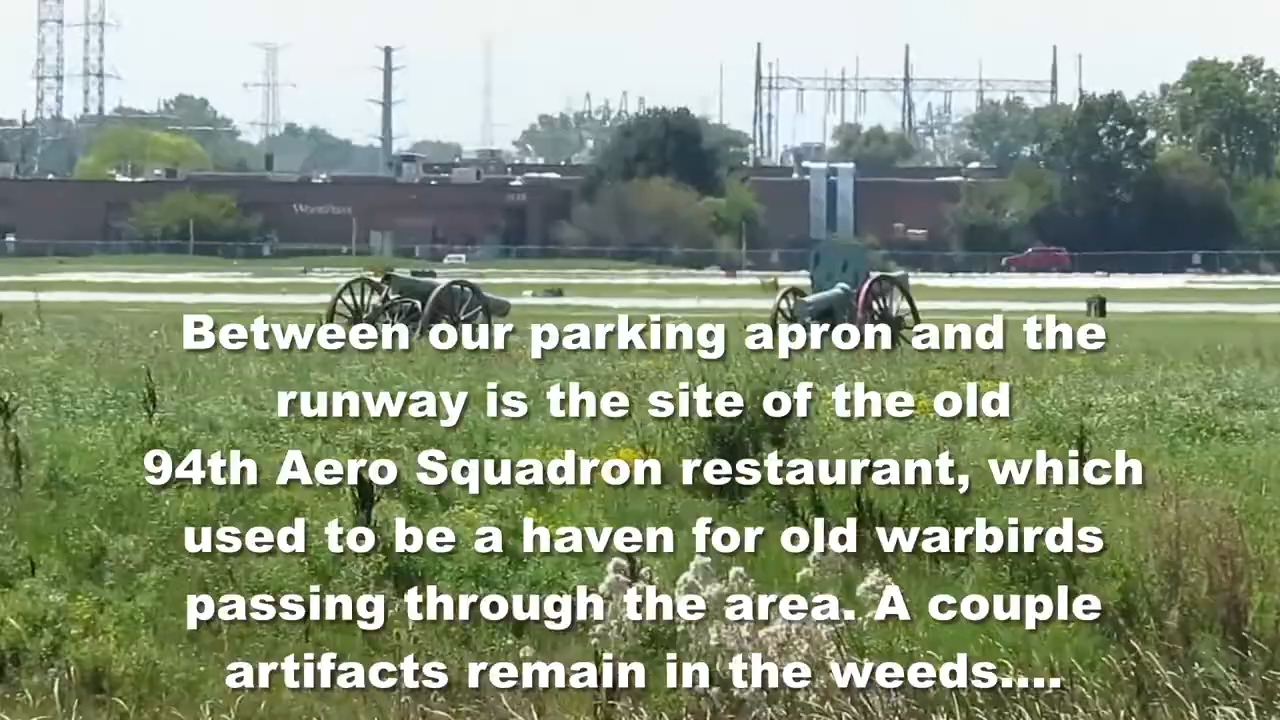 Between our parking apron and the
runway is the site of the old
94th Aero Squadron restaurant, which
used to be a haven for old warbirds
passing through the area. A couple
artifacts remain in the weeds....